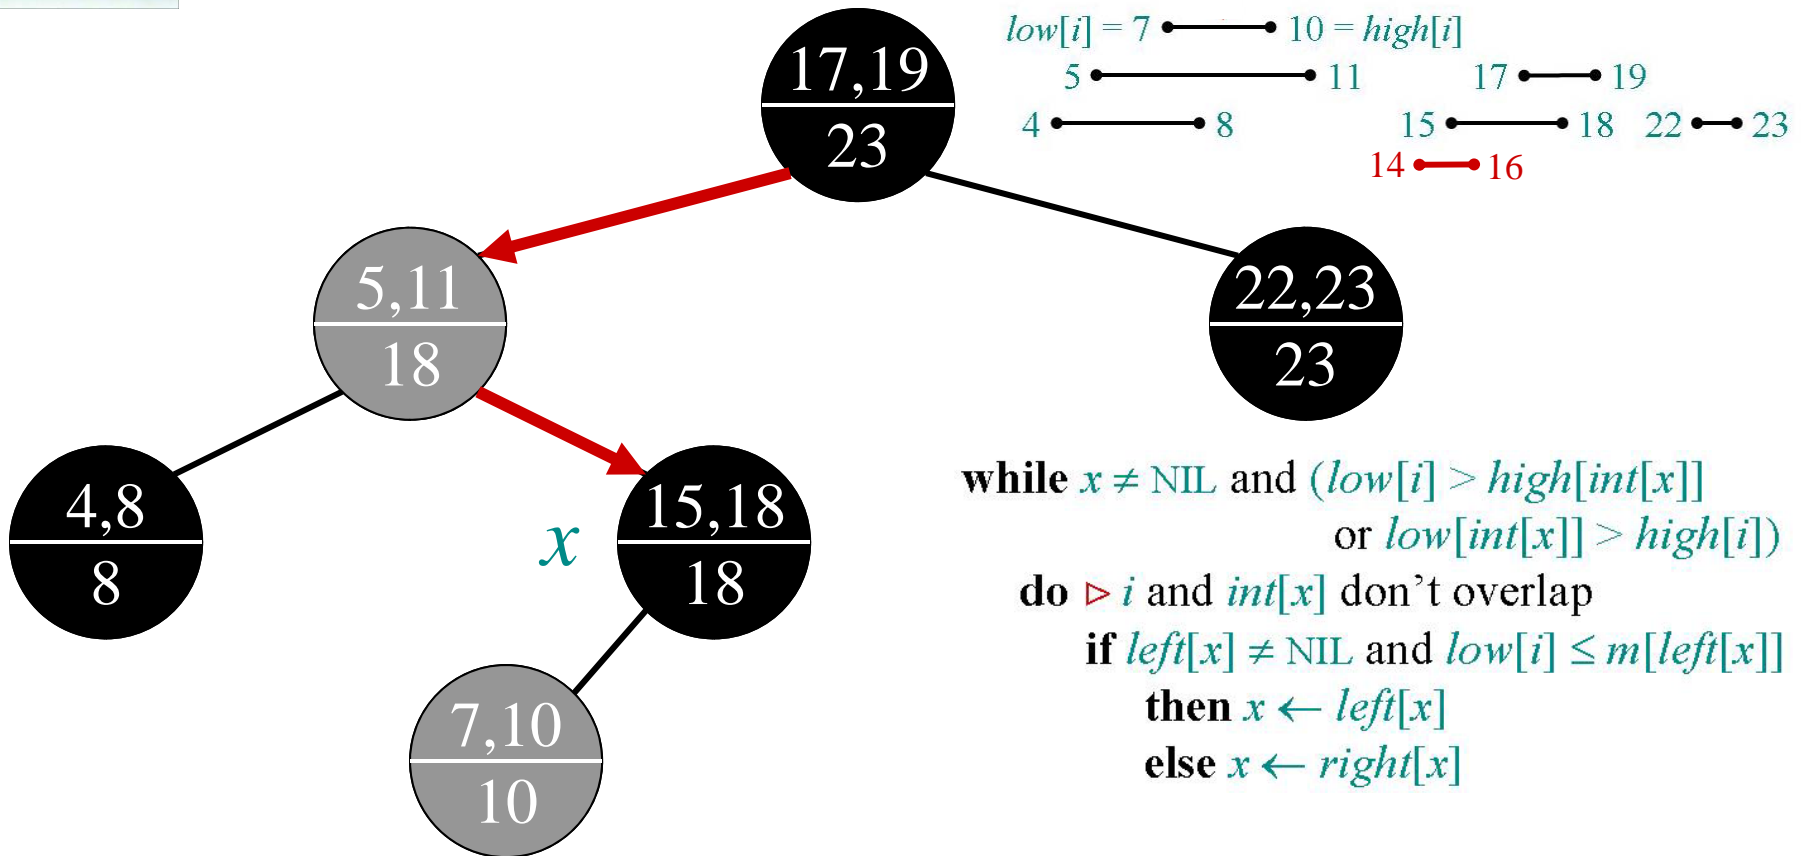 low[i] = 7 10 = high[i]
5 11 17 19
4 8 15 18 22 23
14 16
17,19
23
5,11
18
22,23
23
4,8
8
x
15,18
18
7,10
10
while x ≠ NIL and (low[i] > high[int[x]]
or low[int[x]] > high[i])
do ▷ i and int[x] don’t overlap
if left[x] ≠ NIL and low[i] ≤ m[left[x]]
then x ← left[x]
else x ← right[x]